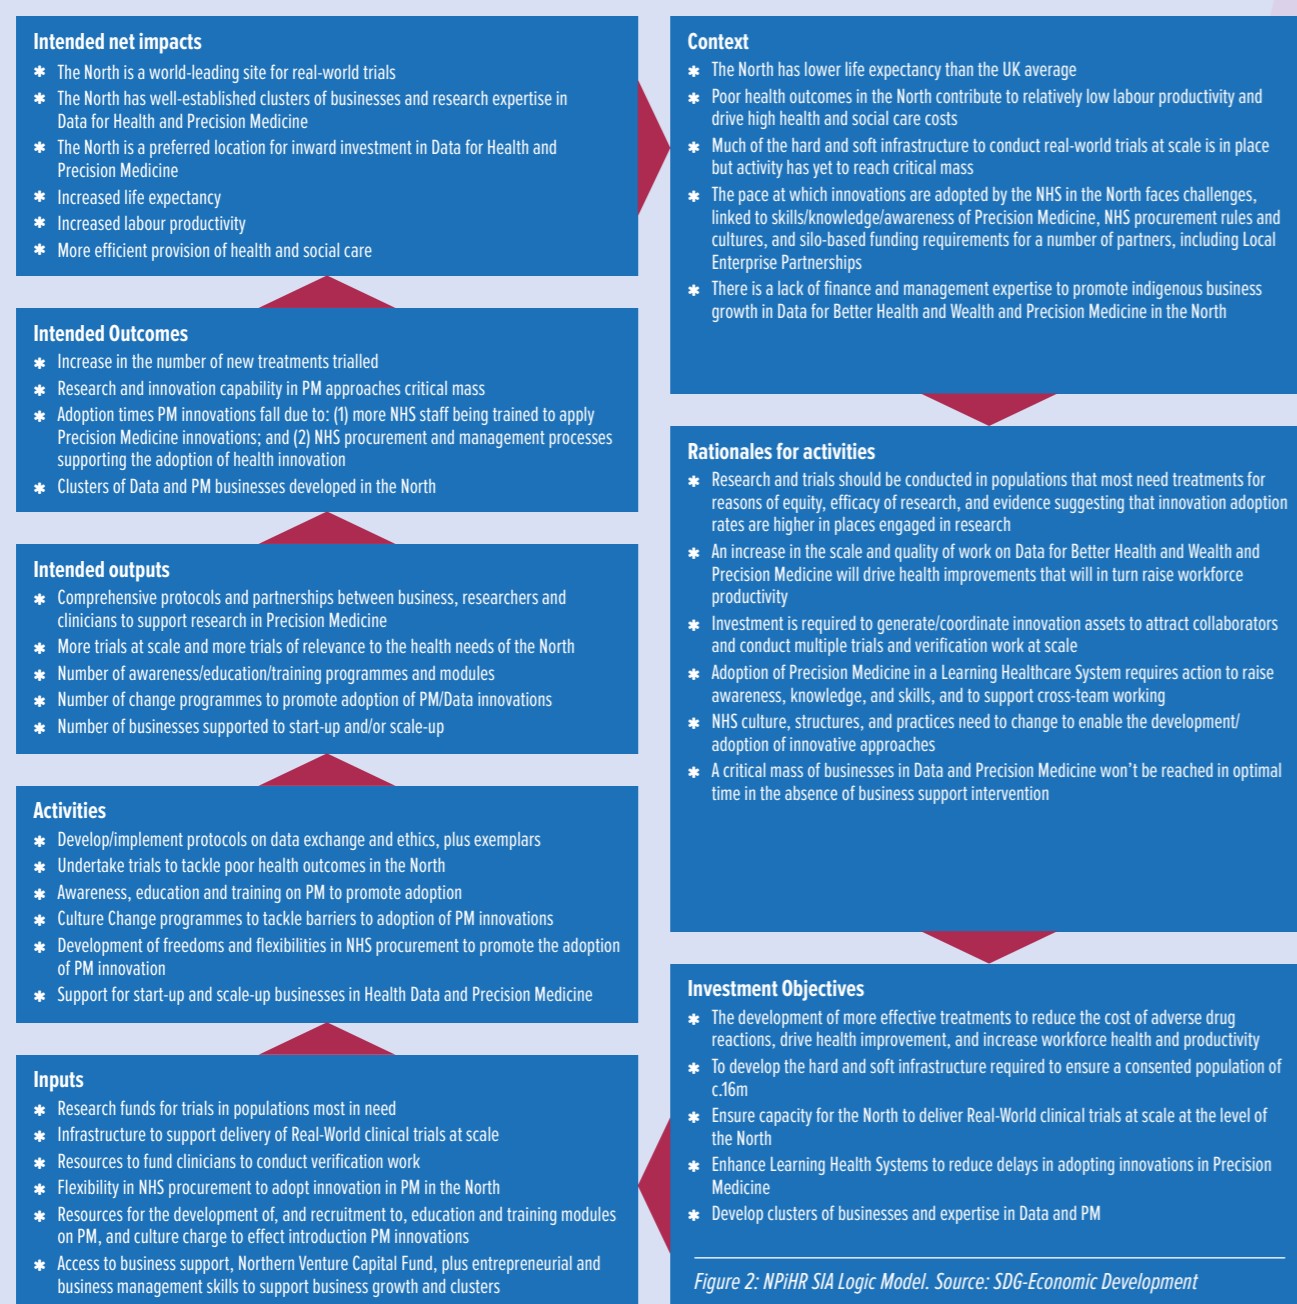 Intended net impacts
✱ The North is a world-leading site for real-world trials
✱ The North has well-established clusters of businesses and research expertise in
Data for Health and Precision Medicine
✱ The North is a preferred location for inward investment in Data for Health and
Precision Medicine
✱ Increased life expectancy
✱ Increased labour productivity
✱ More efficient provision of health and social care
Intended Outcomes
✱ Increase in the number of new treatments trialled
✱ Research and innovation capability in PM approaches critical mass
✱ Adoption times PM innovations fall due to: (1) more NHS staff being trained to apply
Precision Medicine innovations; and (2) NHS procurement and management processes
supporting the adoption of health innovation
✱ Clusters of Data and PM businesses developed in the North
Intended outputs
✱ Comprehensive protocols and partnerships between business, researchers and
clinicians to support research in Precision Medicine
✱ More trials at scale and more trials of relevance to the health needs of the North
✱ Number of awareness/education/training programmes and modules
✱ Number of change programmes to promote adoption of PM/Data innovations
✱ Number of businesses supported to start-up and/or scale-up
Activities
✱ Develop/implement protocols on data exchange and ethics, plus exemplars
✱ Undertake trials to tackle poor health outcomes in the North
✱ Awareness, education and training on PM to promote adoption
✱ Culture Change programmes to tackle barriers to adoption of PM innovations
✱ Development of freedoms and flexibilities in NHS procurement to promote the adoption
of PM innovation
✱ Support for start-up and scale-up businesses in Health Data and Precision Medicine
Inputs
✱ Research funds for trials in populations most in need
✱ Infrastructure to support delivery of Real-World clinical trials at scale
✱ Resources to fund clinicians to conduct verification work
✱ Flexibility in NHS procurement to adopt innovation in PM in the North
✱ Resources for the development of, and recruitment to, education and training modules
on PM, and culture charge to effect introduction PM innovations
✱ Access to business support, Northern Venture Capital Fund, plus entrepreneurial and
business management skills to support business growth and clusters
Context
✱ The North has lower life expectancy than the UK average
✱ Poor health outcomes in the North contribute to relatively low labour productivity and
drive high health and social care costs
✱ Much of the hard and soft infrastructure to conduct real-world trials at scale is in place
but activity has yet to reach critical mass
✱ The pace at which innovations are adopted by the NHS in the North faces challenges,
linked to skills/knowledge/awareness of Precision Medicine, NHS procurement rules and
cultures, and silo-based funding requirements for a number of partners, including Local
Enterprise Partnerships
✱ There is a lack of finance and management expertise to promote indigenous business
growth in Data for Better Health and Wealth and Precision Medicine in the North
Rationales for activities
✱ Research and trials should be conducted in populations that most need treatments for
reasons of equity, efficacy of research, and evidence suggesting that innovation adoption
rates are higher in places engaged in research
✱ An increase in the scale and quality of work on Data for Better Health and Wealth and
Precision Medicine will drive health improvements that will in turn raise workforce
productivity
✱ Investment is required to generate/coordinate innovation assets to attract collaborators
and conduct multiple trials and verification work at scale
✱ Adoption of Precision Medicine in a Learning Healthcare System requires action to raise
awareness, knowledge, and skills, and to support cross-team working
✱ NHS culture, structures, and practices need to change to enable the development/
adoption of innovative approaches
✱ A critical mass of businesses in Data and Precision Medicine won't be reached in optimal
time in the absence of business support intervention
Investment Objectives
✱ The development of more effective treatments to reduce the cost of adverse drug
reactions, drive health improvement, and increase workforce health and productivity
✱ To develop the hard and soft infrastructure required to ensure a consented population of
c.16m
✱ Ensure capacity for the North to deliver Real-World clinical trials at scale at the level of
the North
✱ Enhance Learning Health Systems to reduce delays in adopting innovations in Precision
Medicine
✱ Develop clusters of businesses and expertise in Data and PM
Figure 2: NPiHR SIA Logic Model. Source: SDG-Economic Development